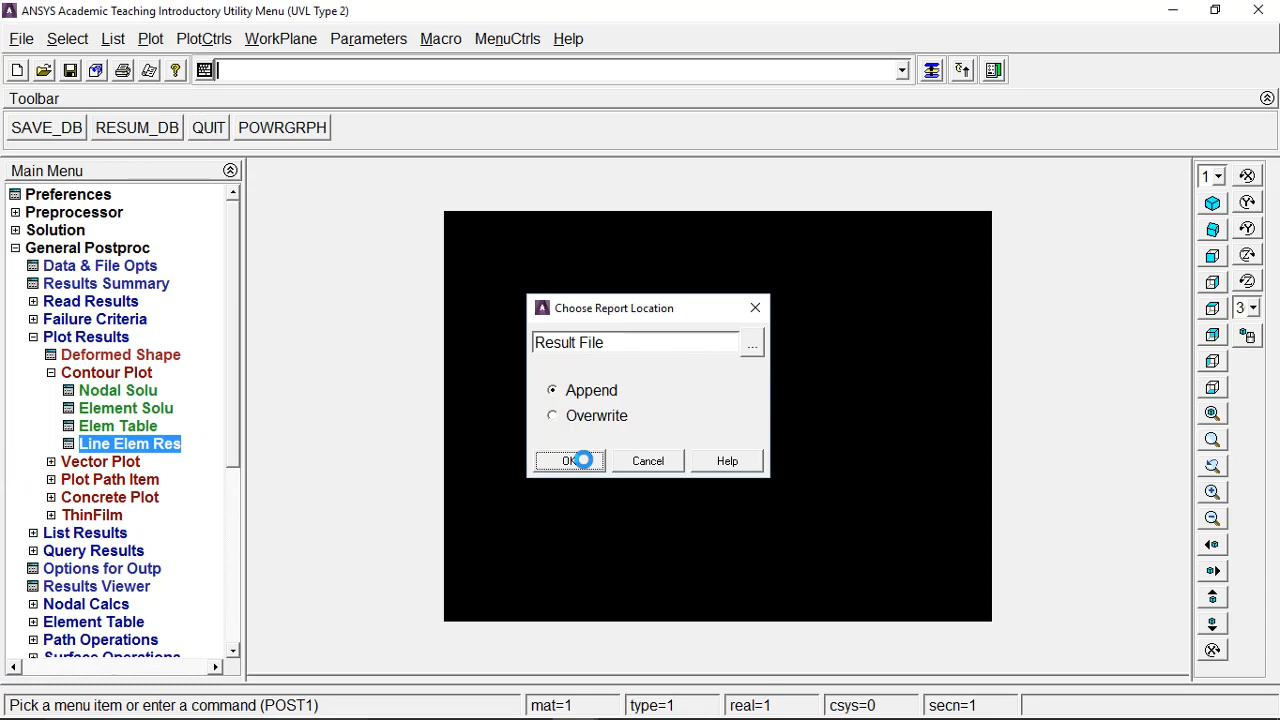 ANSYS Academic Teaching Introductory Utility Menu (UVL Type 2)
File Select List Plot PlotCtrls WorkPlane Parameters Macro MenuCtrls Help
Toolbar
SAVE_DB RESUM_DB QUIT POWRGRPH
Main Menu
Preferences
Preprocessor
Solution
General Postproc
Data & File Opts
Results Summary
Read Results
Failure Criteria
Plot Results
Deformed Shape
Contour Plot
Nodal Solu
Element Solu
Elem Table
Line Elem Res
Vector Plot
Plot Path Item
Concrete Plot
ThinFilm
List Results
Query Results
Options for Outp
Results Viewer
Nodal Calcs
Element Table
Path Operations
Surface Operations
Choose Report Location
Result File
...
Append
Overwrite
OK Cancel Help
1
3
Pick a menu item or enter a command (POST1) mat=1 type=1 real=1 csys=0 secn=1